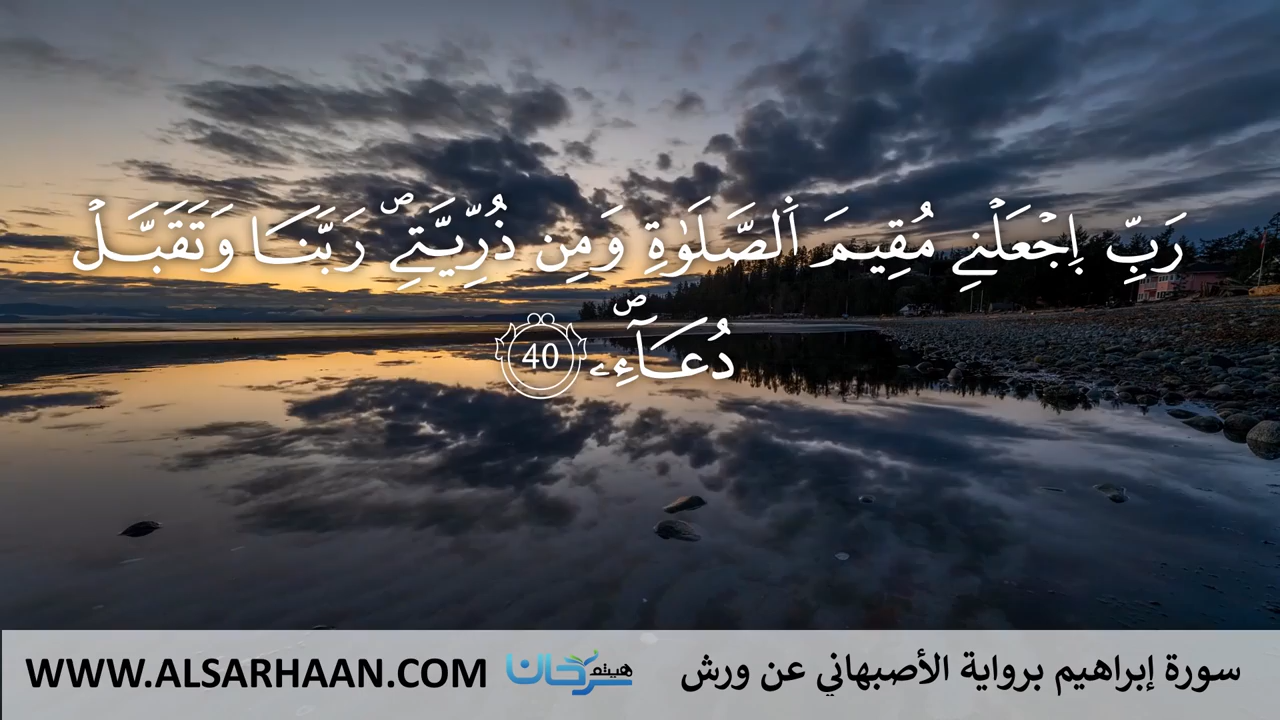 رَبِّ اِ۪جْعَلْنِے مُقِيمَ اَ۬لصَّلَوٰةِ وَمِن ذُرِّيَّتِےۖ رَبَّنَا وَتَقَبَّلْ
دُعَآءِۦۖ 40
سورة إبراهيم برواية الأصبهاني عن ورش
هيثم سرحان
WWW.ALSARHAAN.COM